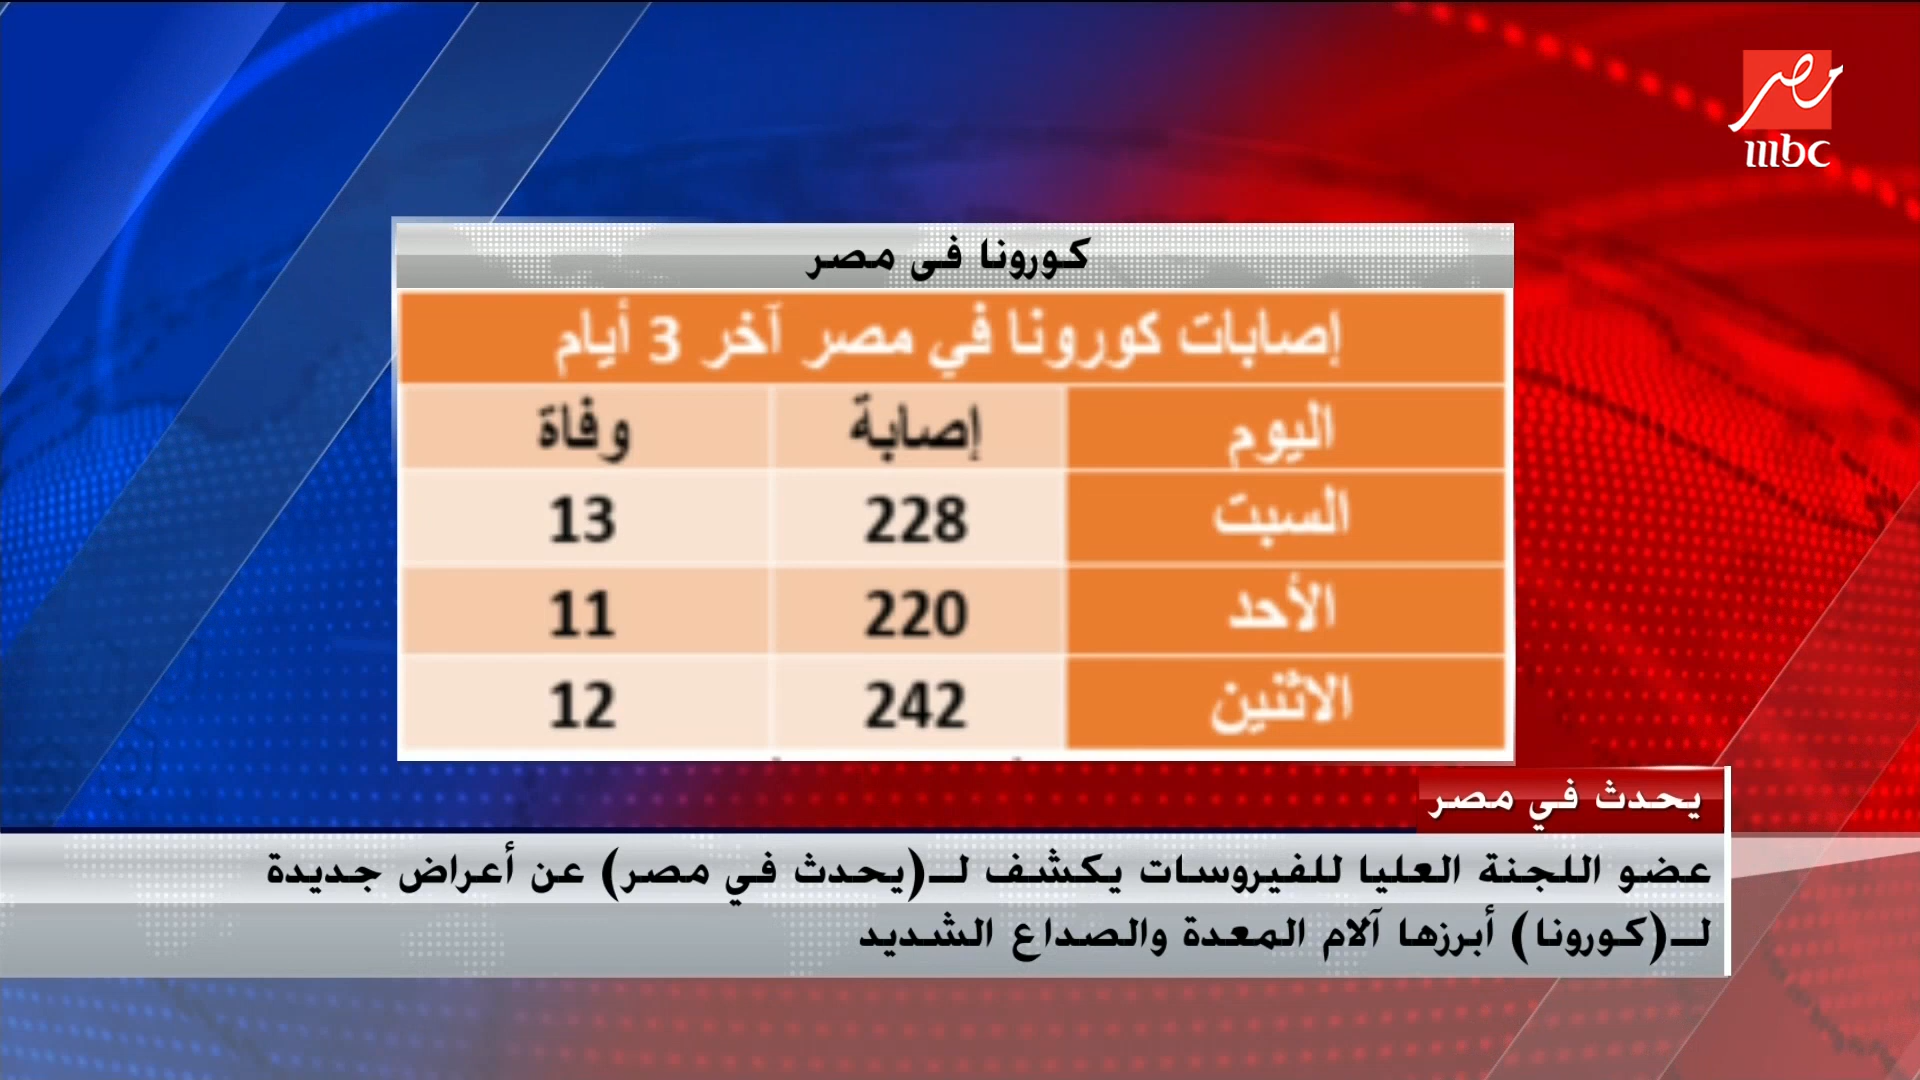 مصر
mbc
كورونا فى مصر
إصابات كورونا في مصر آخر 3 أيام
اليوم إصابة وفاة
السبت 228 13
الأحد 220 11
الاثنين 242 12
يحدث في مصر
عضو اللجنة العليا للفيروسات يكشف لــ(يحدث في مصر) عن أعراض جديدة
لــ(كورونا) أبرزها آلام المعدة والصداع الشديد